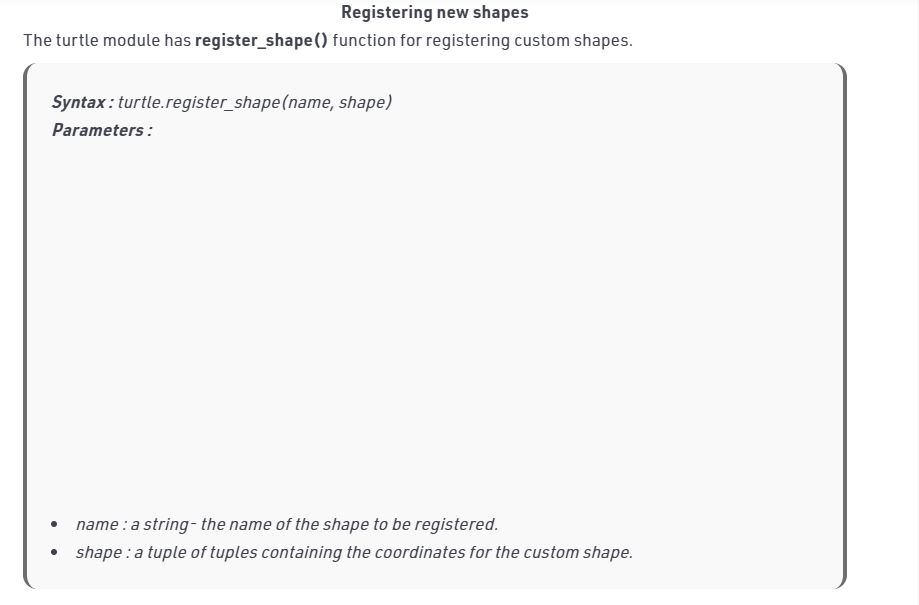 Registering new shapes
The turtle module has register_shape() function for registering custom shapes.
Syntax : turtle.register_shape(name, shape)
Parameters :
• name : a string- the name of the shape to be registered.
• shape : a tuple of tuples containing the coordinates for the custom shape.